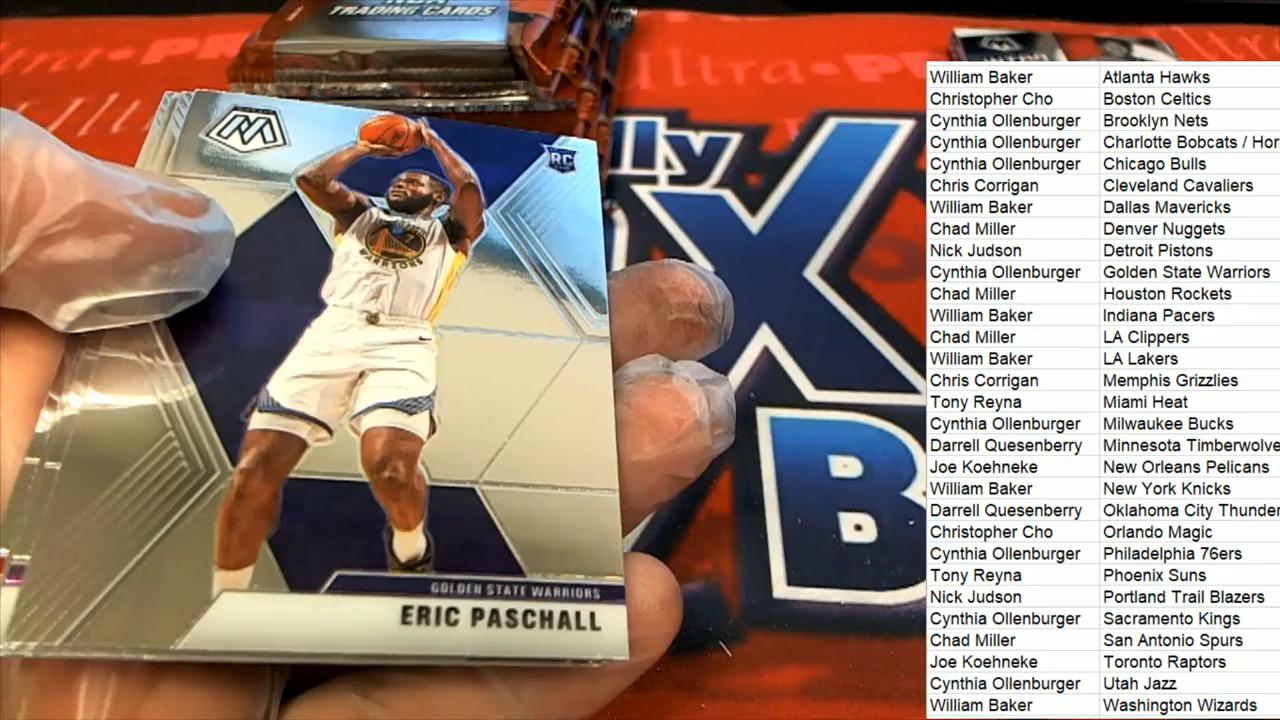 TRADING CARDS
RC
WARRIORS
GOLDEN STATE WARRIORS
ERIC PASCHALL
lly
X
B
William Baker Atlanta Hawks
Christopher Cho Boston Celtics
Cynthia Ollenburger Brooklyn Nets
Cynthia Ollenburger Charlotte Bobcats / Hor
Cynthia Ollenburger Chicago Bulls
Chris Corrigan Cleveland Cavaliers
William Baker Dallas Mavericks
Chad Miller Denver Nuggets
Nick Judson Detroit Pistons
Cynthia Ollenburger Golden State Warriors
Chad Miller Houston Rockets
William Baker Indiana Pacers
Chad Miller LA Clippers
William Baker LA Lakers
Chris Corrigan Memphis Grizzlies
Tony Reyna Miami Heat
Cynthia Ollenburger Milwaukee Bucks
Darrell Quesenberry Minnesota Timberwolve
Joe Koehneke New Orleans Pelicans
William Baker New York Knicks
Darrell Quesenberry Oklahoma City Thunder
Christopher Cho Orlando Magic
Cynthia Ollenburger Philadelphia 76ers
Tony Reyna Phoenix Suns
Nick Judson Portland Trail Blazers
Cynthia Ollenburger Sacramento Kings
Chad Miller San Antonio Spurs
Joe Koehneke Toronto Raptors
Cynthia Ollenburger Utah Jazz
William Baker Washington Wizards